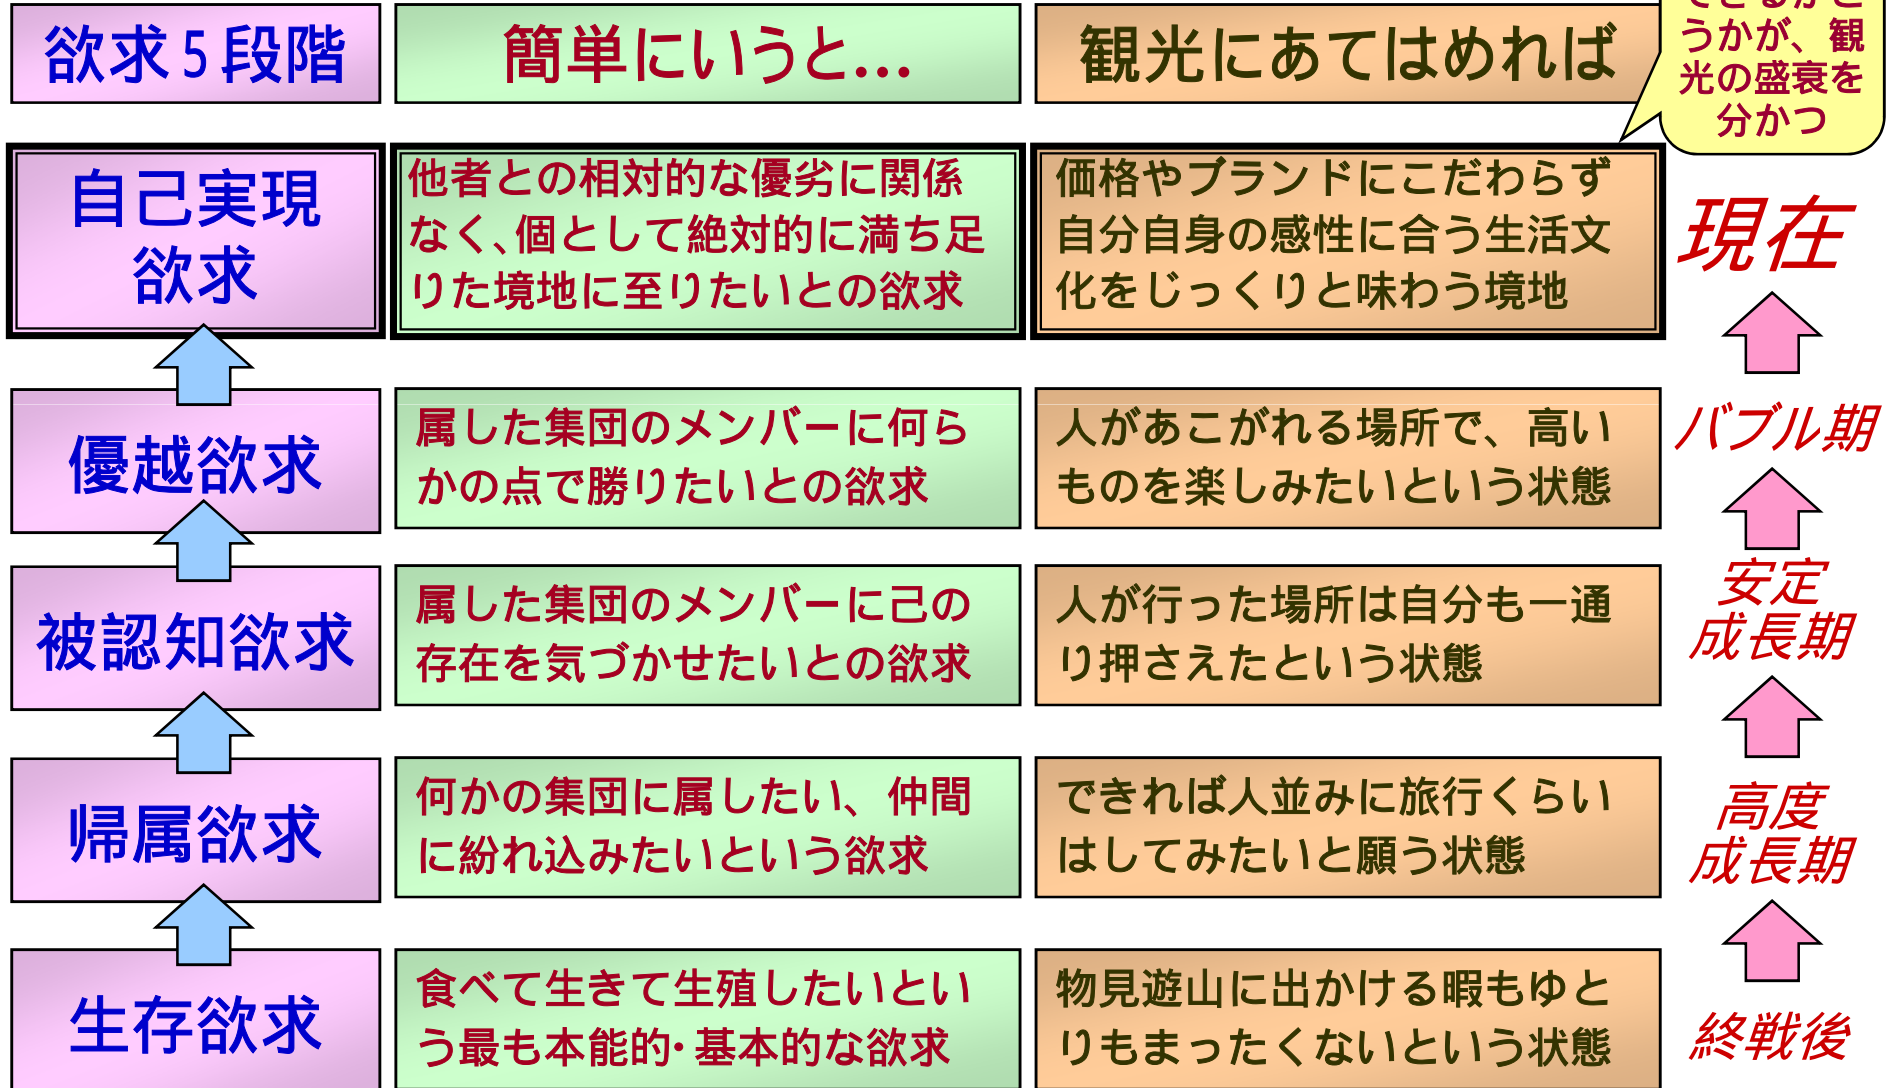 欲求5段階
簡単にいうと…
観光にあてはめれば
うかが、観
光の盛衰を
分かつ
自己実現
欲求
他者との相対的な優劣に関係
なく、個として絶対的に満ち足
りた境地に至りたいとの欲求
価格やブランドにこだわらず
自分自身の感性に合う生活文
化をじっくりと味わう境地
現在
優越欲求
属した集団のメンバーに何ら
かの点で勝りたいとの欲求
人があこがれる場所で、高い
ものを楽しみたいという状態
バブル期
被認知欲求
属した集団のメンバーに己の
存在を気づかせたいとの欲求
人が行った場所は自分も一通
り押さえたという状態
安定
成長期
帰属欲求
何かの集団に属したい、仲間
に紛れ込みたいという欲求
できれば人並みに旅行くらい
はしてみたいと願う状態
高度
成長期
生存欲求
食べて生きて生殖したいとい
う最も本能的・基本的な欲求
物見遊山に出かける暇もゆと
りもまったくないという状態
終戦後